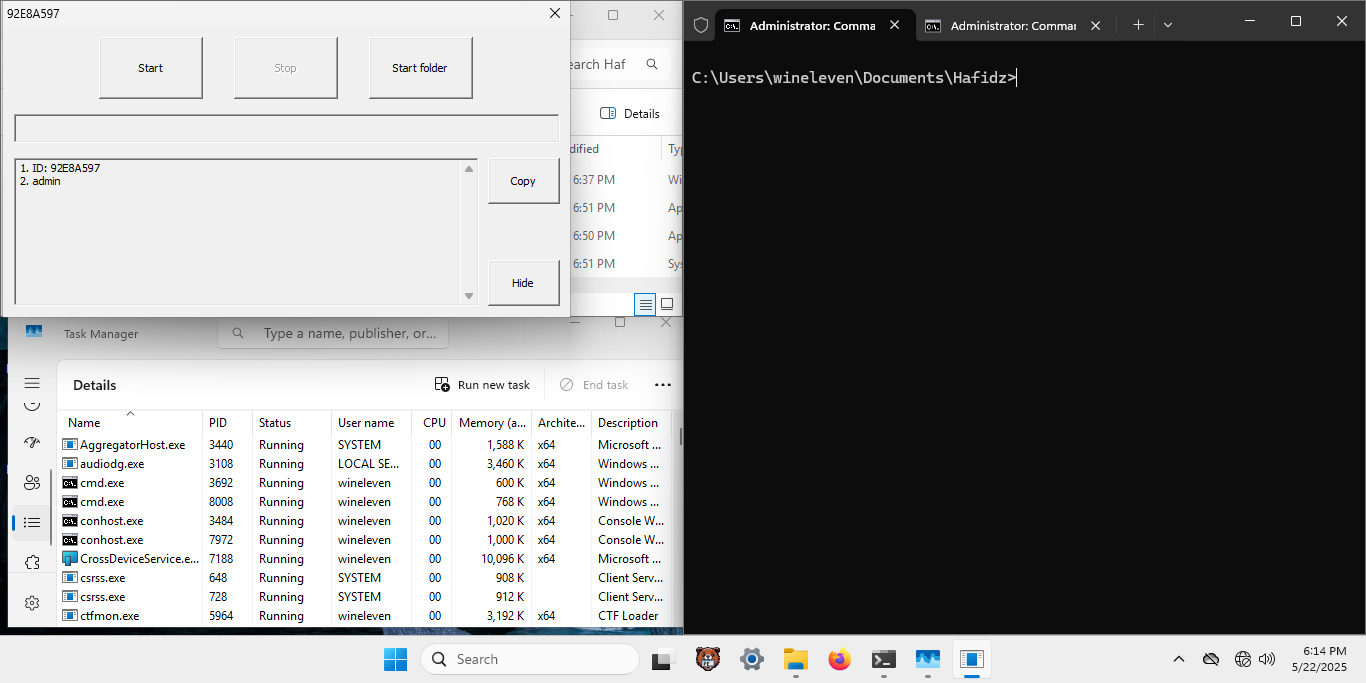 92E8A597
Start
Stop
Start folder
1. ID: 92E8A597
2. admin
Copy
Hide
earch Haf
Details
dified
Ty
6:37 PM
Wi
6:51 PM
Ap
6:50 PM
Ap
6:51 PM
Sys
Administrator: Comma
Administrator: Commar
C:\Users\wineleven\Documents\Hafidz>
Task Manager
Type a name, publisher, or...
Details
Run new task
End task
Name PID Status User name CPU Memory (a... Archite... Description
AggregatorHost.exe 3440 Running SYSTEM 00 1,588 K x64 Microsoft ...
audiodg.exe 3108 Running LOCAL SE... 00 3,460 K x64 Windows ...
cmd.exe 3692 Running wineleven 00 600 K x64 Windows ...
cmd.exe 8008 Running wineleven 00 768 K x64 Windows ...
conhost.exe 3484 Running wineleven 00 1,020 K x64 Console W...
conhost.exe 7972 Running wineleven 00 1,000 K x64 Console W...
CrossDeviceService.e... 7188 Running wineleven 00 10,096 K x64 Microsoft ...
csrss.exe 648 Running SYSTEM 00 908 K Client Serv...
csrss.exe 728 Running SYSTEM 00 912 K Client Serv...
ctfmon.exe 5964 Running wineleven 00 3,192 K x64 CTF Loader
Search
6:14 PM
5/22/2025